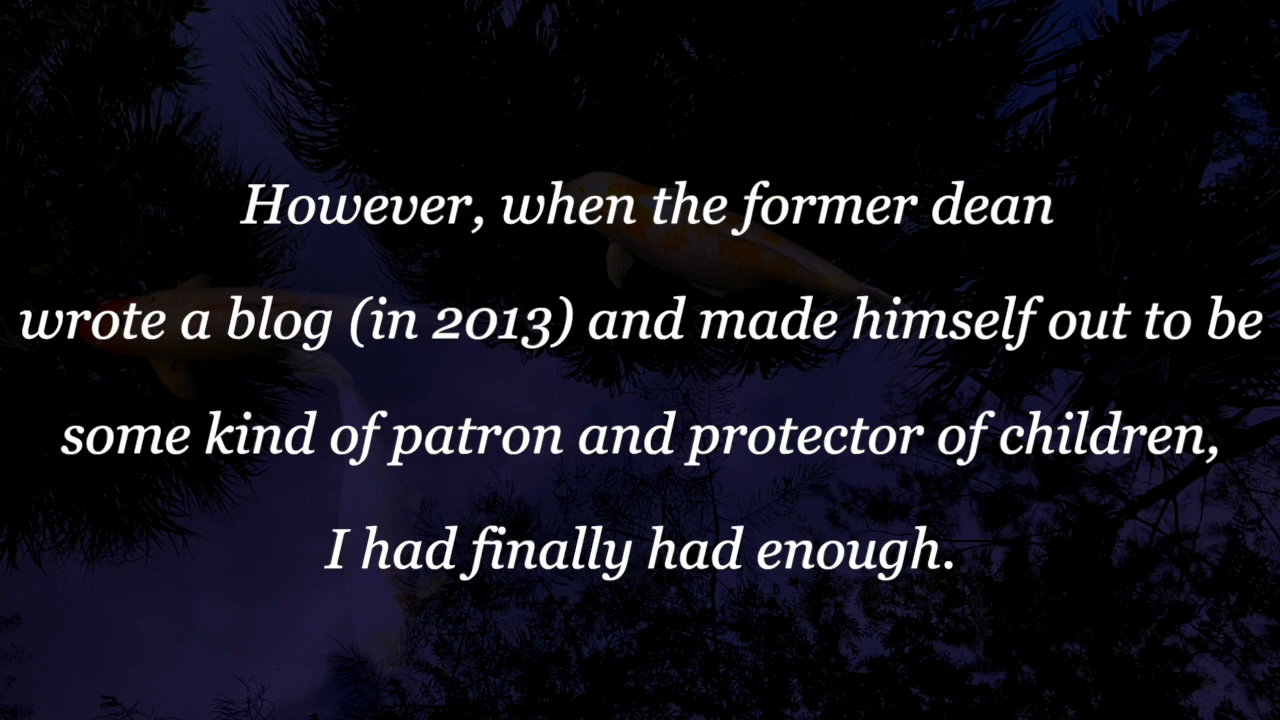 However, when the former dean
wrote a blog (in 2013) and made himself out to be
some kind of patron and protector of children,
I had finally had enough.